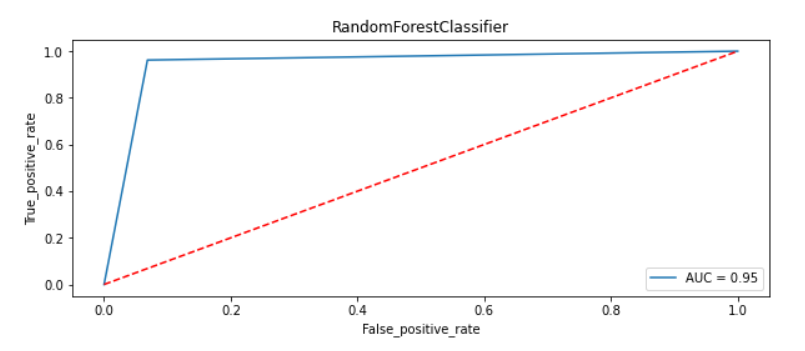 RandomForestClassifier
1.0
0.8
0.6
0.4
0.2
0.0
True_positive_rate
AUC = 0.95
0.0 0.2 0.4 0.6 0.8 1.0
False_positive_rate